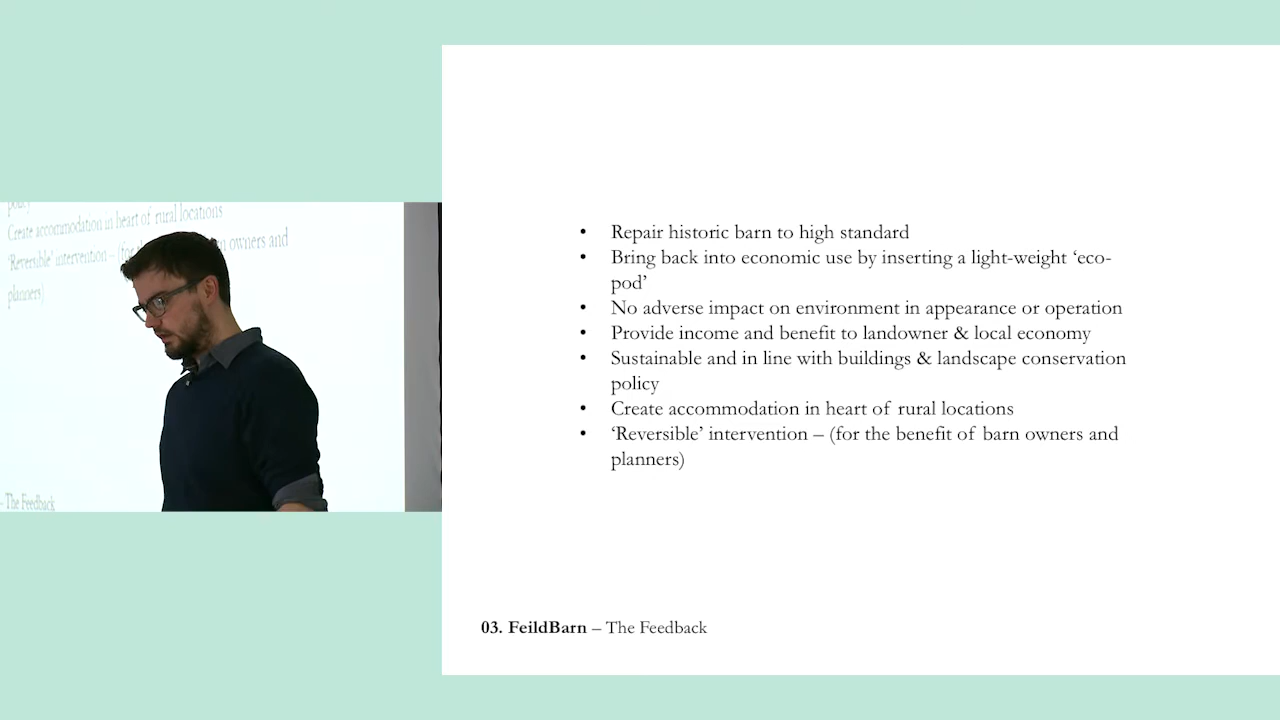 policy
Create accommodation in heart of rural locations
'Reversible' intervention – (for th owners and
planners)
– The Feedback
• Repair historic barn to high standard
• Bring back into economic use by inserting a light-weight ‘eco-
pod’
• No adverse impact on environment in appearance or operation
• Provide income and benefit to landowner & local economy
• Sustainable and in line with buildings & landscape conservation
policy
• Create accommodation in heart of rural locations
• ‘Reversible’ intervention – (for the benefit of barn owners and
planners)
03. FeildBarn – The Feedback